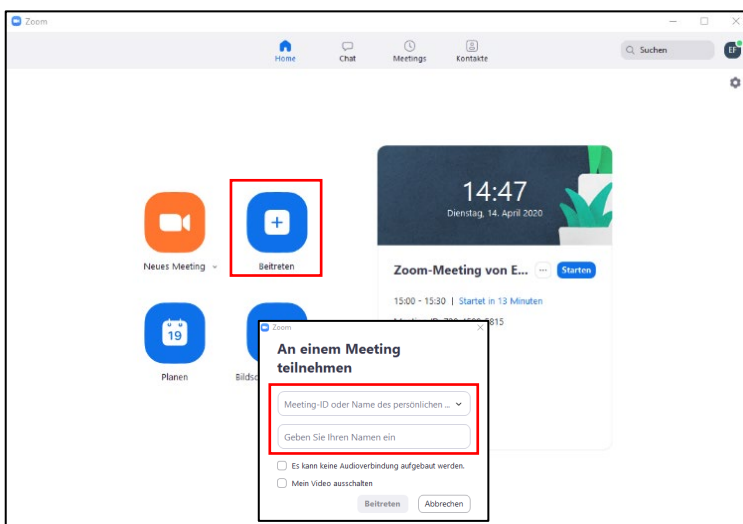 Zoom
Home
Chat
Meetings
Kontakte
Suchen
EF
14:47
Dienstag, 14. April 2020
Neues Meeting
Beitreten
Zoom-Meeting von E...
Starten
15:00 - 15:30 | Startet in 13 Minuten
19
Planen
Zoom
An einem Meeting
teilnehmen
Meeting-ID oder Name des persönlichen ...
Geben Sie Ihren Namen ein
Es kann keine Audioverbindung aufgebaut werden.
Mein Video ausschalten
Beitreten
Abbrechen